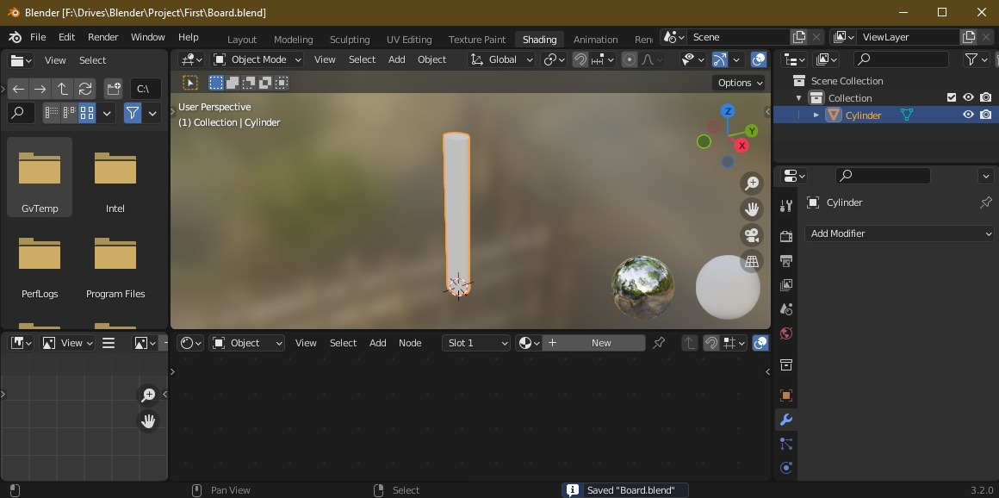 Blender [F:\Drives\Blender\Project\First\Board.blend]
File Edit Render Window Help
Layout Modeling Sculpting UV Editing Texture Paint Shading Animation Ren
Scene
ViewLayer
View Select
C:\
GvTemp
Intel
PerfLogs
Program Files
Object Mode View Select Add Object Global
Options
User Perspective
(1) Collection | Cylinder
Z
Y
X
Scene Collection
Collection
Cylinder
Cylinder
Add Modifier
View
Object View Select Add Node Slot 1 New
Pan View
Select
Saved "Board.blend"
3.2.0